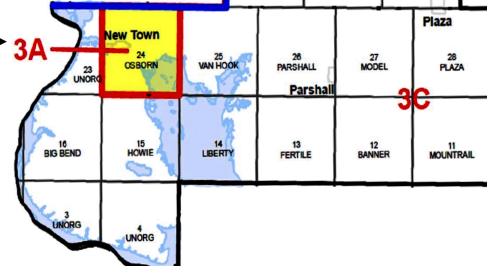 Plaza
New Town
3A
24
OSBORN
23
UNORG
25
VAN HOOK
26
PARSHALL
27
MODEL
28
PLAZA
Parshall
3C
16
BIG BEND
15
HOWIE
14
LIBERTY
13
FERTILE
12
BANNER
11
MOUNTRAIL
3
UNORG
4
UNORG